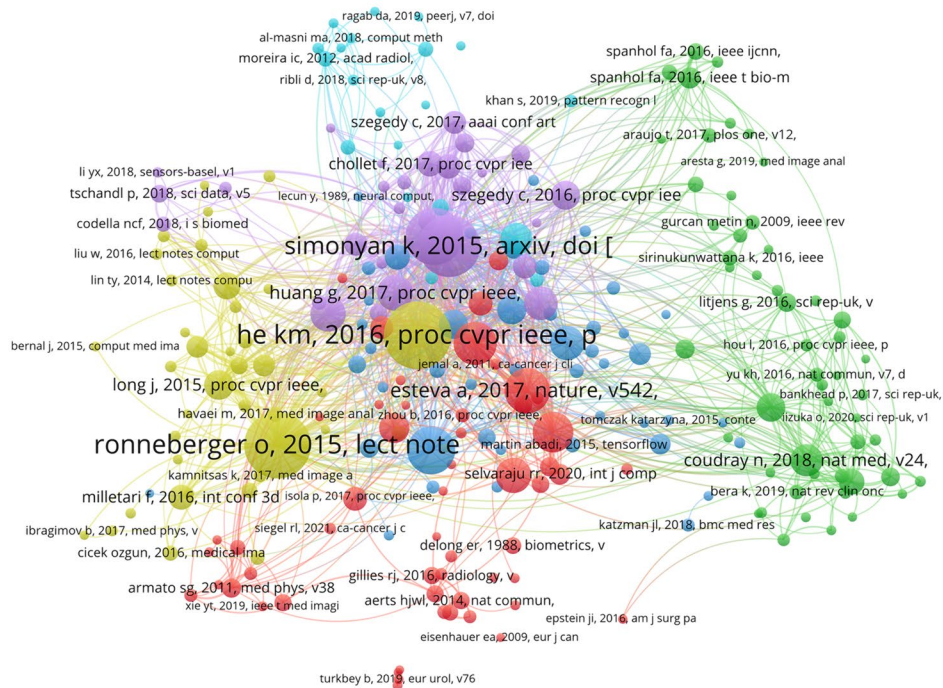 ragab da, 2019, peerj, v7, doi
al-masni ma, 2018, comput meth
moreira ic, 2012, acad radiol,
ribli d, 2018, sci rep-uk, v8,
spanhol fa, 2016, ieee ijcnn,
spanhol fa, 2016, ieee t bio-m
khan s, 2019, pattern recogn l
szegedy c, 2017, aaai conf art
araujo t, 2017, plos one, v12,
chollet f, 2017, proc cvpr iee
aresta g, 2019, med image anal
li yx, 2018, sensors-basel, v1
tschandl p, 2018, sci data, v5
lecun y, 1989, neural comput,
szegedy c, 2016, proc cvpr iee
codella ncf, 2018, i s biomed
gurcan metin n, 2009, ieee rev
simonyan k, 2015, arxiv, doi [
liu w, 2016, lect notes comput
sirinukunwattana k, 2016, ieee
lin ty, 2014, lect notes compu
huang g, 2017, proc cvpr ieee,
litjens g, 2016, sci rep-uk, v
he km, 2016, proc cvpr ieee, p
bernal j, 2015, comput med ima
hou l, 2016, proc cvpr ieee, p
jemal a, 2011, ca-cancer j cli
yu kh, 2016, nat commun, v7, d
long j, 2015, proc cvpr ieee,
esteva a, 2017, nature, v542,
bankhead p, 2017, sci rep-uk,
havaei m, 2017, med image anal
zhou b, 2016, proc cvpr ieee,
tomczak katarzyna, 2015, conte
iizuka o, 2020, sci rep-uk, v1
ronneberger o, 2015, lect note
martin abadi, 2015, tensorflow
coudray n, 2018, nat med, v24,
kamnitsas k, 2017, med image a
selvaraju rr, 2020, int j comp
bera k, 2019, nat rev clin onc
milletari f, 2016, int conf 3d
isola p, 2017, proc cvpr ieee,
ibragimov b, 2017, med phys, v
siegel rl, 2021, ca-cancer j c
katzman jl, 2018, bmc med res
cicek ozgun, 2016, medical ima
delong er, 1988, biometrics, v
gillies rj, 2016, radiology, v
armato sg, 2011, med phys, v38
aerts hjwl, 2014, nat commun,
xie yt, 2019, ieee t med imagi
epstein ji, 2016, am j surg pa
eisenhauer ea, 2009, eur j can
turkbey b, 2019, eur urol, v76